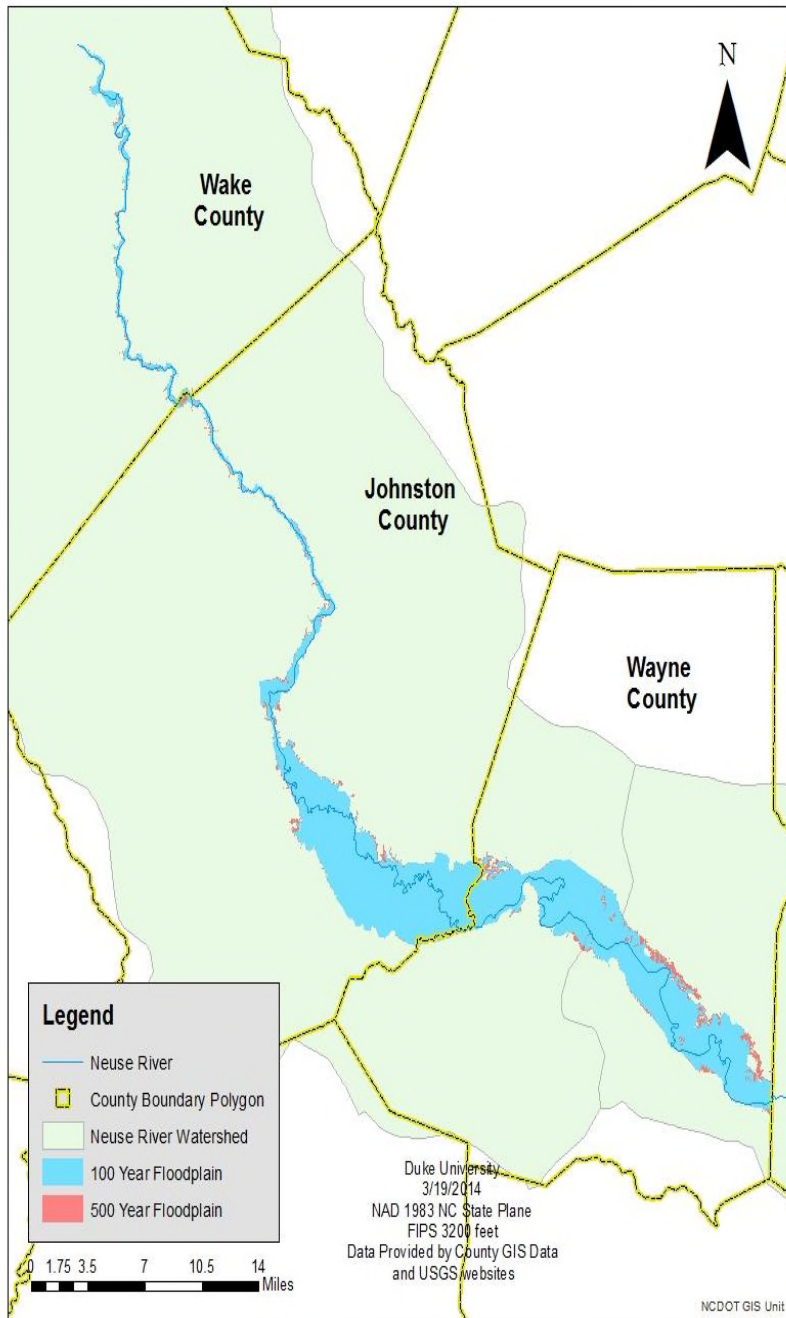 N
Wake
County
Johnston
County
Wayne
County
Legend
Neuse River
County Boundary Polygon
Neuse River Watershed
100 Year Floodplain
500 Year Floodplain
0 1.75 3.5 7 10.5 14
Miles
Duke University
3/19/2014
NAD 1983 NC State Plane
FIPS 3200 feet
Data Provided by County GIS Data
and USGS websites
NCDOT GIS Unit